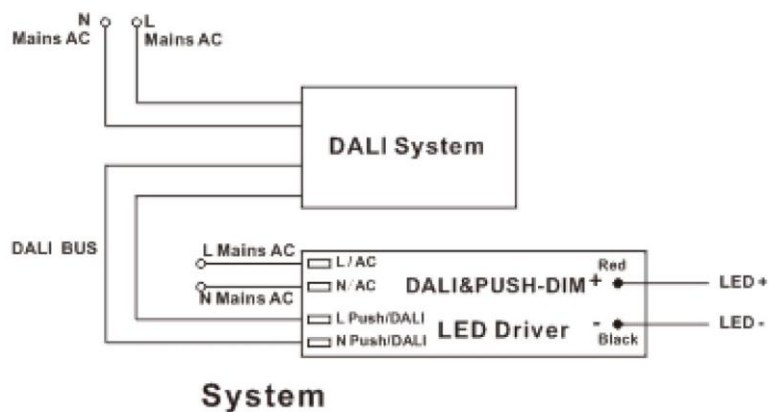 N
L
Mains AC
Mains AC
DALI System
DALI BUS
L Mains AC
N Mains AC
L/AC
N/AC
L Push/DALI
N Push/DALI
DALI&PUSH-DIM
LED Driver
Red
+
-
Black
LED+
LED-
System